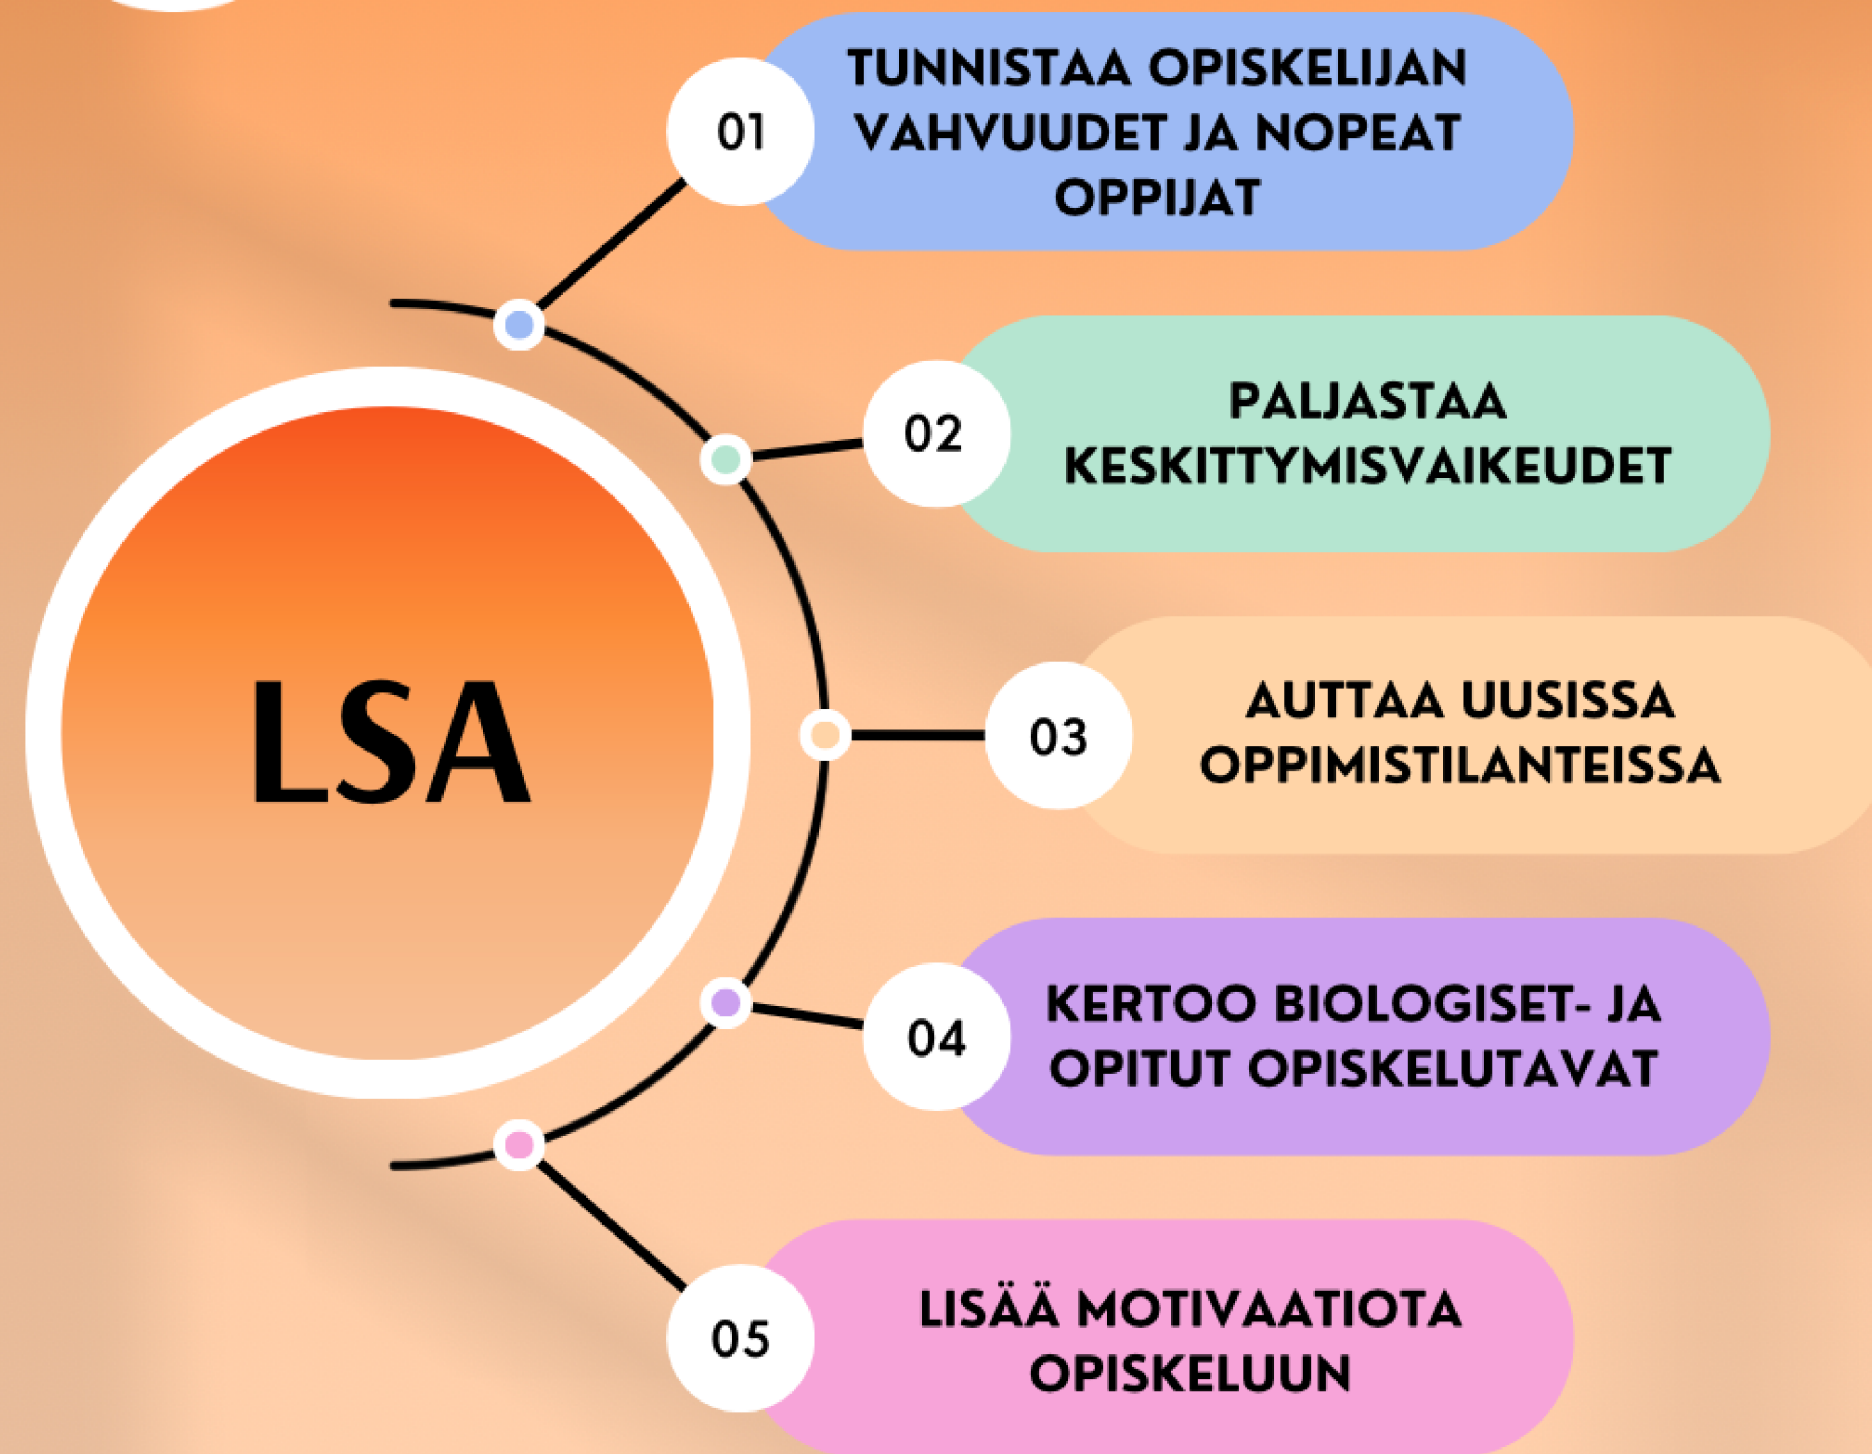 01
TUNNISTAA OPISKELIJAN
VAHVUUDET JA NOPEAT
OPPIJAT
02
PALJASTAA
KESKITTYMISVAIKEUDET
LSA
03
AUTTAA UUSISSA
OPPIMISTILANTEISSA
04
KERTOO BIOLOGISET- JA
OPITUT OPISKELUTAVAT
05
LISÄÄ MOTIVAATIOTA
OPISKELUUN